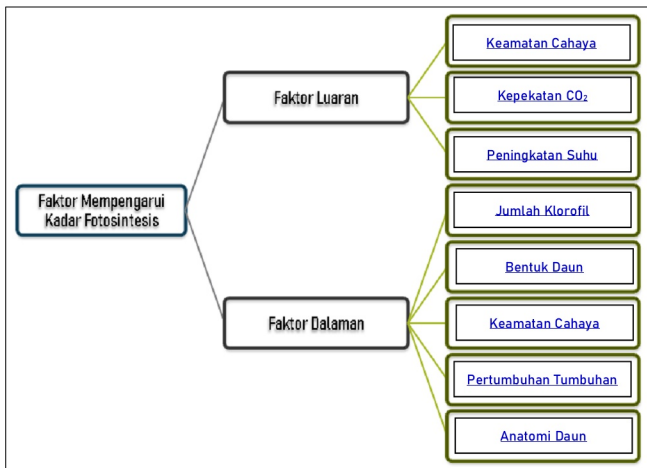 Faktor Mempengarui
Kadar Fotosintesis
Faktor Luaran
Keamatan Cahaya
Kepekatan CO₂
Peningkatan Suhu
Faktor Dalaman
Jumlah Klorofil
Bentuk Daun
Keamatan Cahaya
Pertumbuhan Tumbuhan
Anatomi Daun